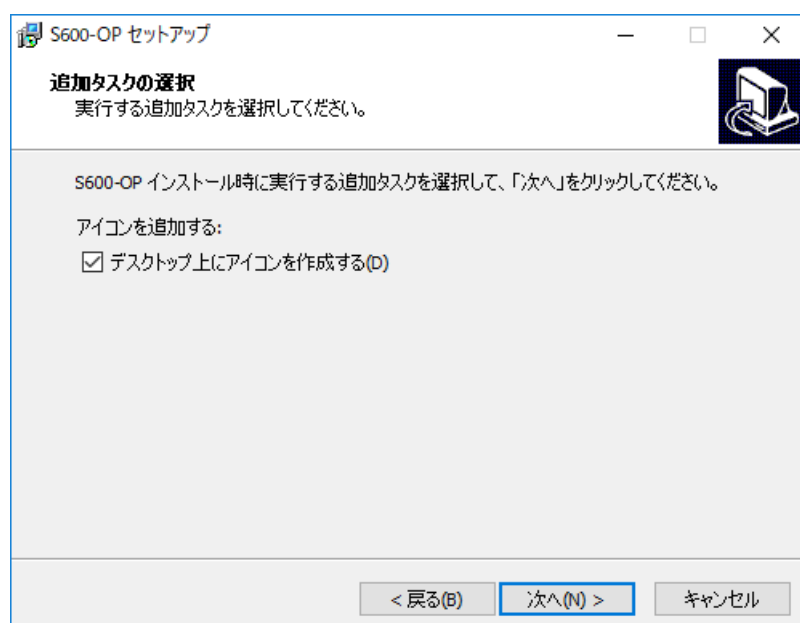 S600-OP セットアップ
追加タスクの選択
実行する追加タスクを選択してください。
S600-OP インストール時に実行する追加タスクを選択して、「次へ」をクリックしてください。
アイコンを追加する:
デスクトップ上にアイコンを作成する(D)
< 戻る(B)
次へ(N) >
キャンセル